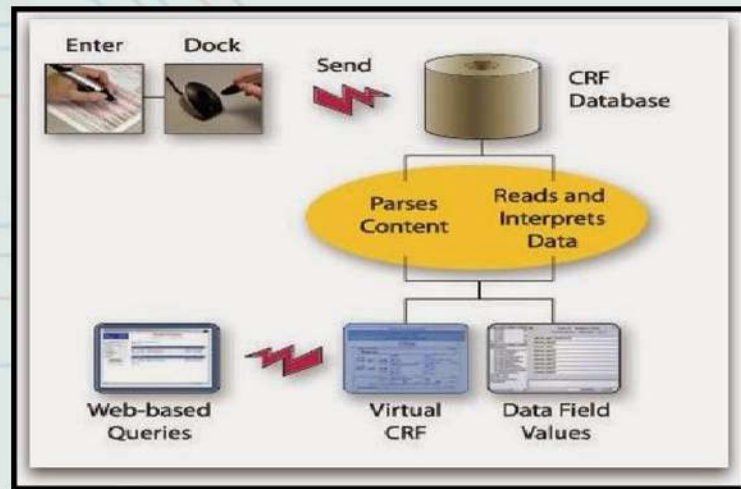 Enter
Dock
Send
CRF
Database
Parses
Content
Reads and
Interprets
Data
Web-based
Queries
Virtual
CRF
Data Field
Values